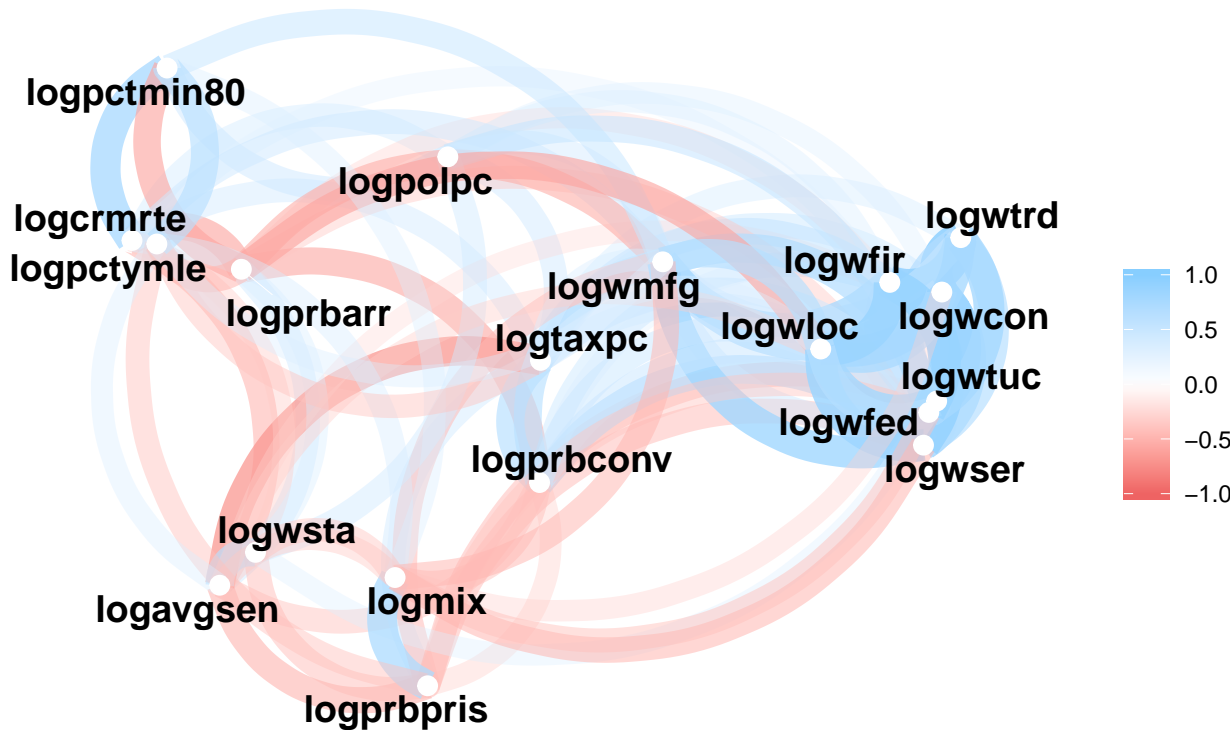 logpctmin80
logpolpc
logcrmrte
logwtrd
logpctymle
logwfir
logwmfg
logprbarr
logwcon
logwloc
logtaxpc
logwtuc
logwfed
logprbconv
logwser
logwsta
logavgsen
logmix
logprbpris
1.0
0.5
0.0
−0.5
−1.0